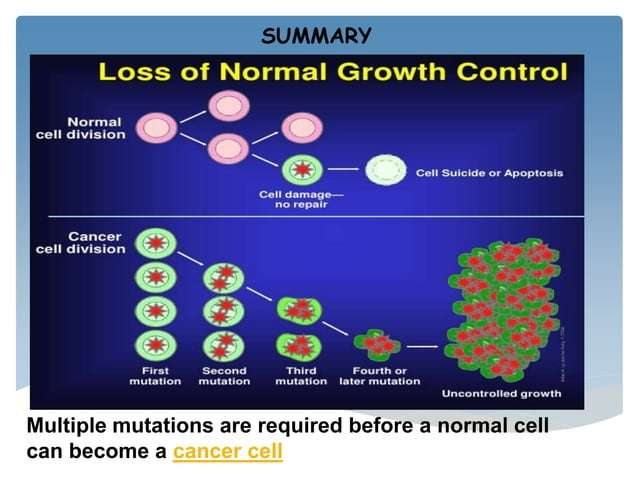 SUMMARY
Loss of Normal Growth Control
Normal
cell division
Cell Suicide or Apoptosis
Cell damage—
no repair
Cancer
cell division
First
mutation
Second
mutation
Third
mutation
Fourth or
later mutation
Uncontrolled growth
Multiple mutations are required before a normal cell
can become a cancer cell